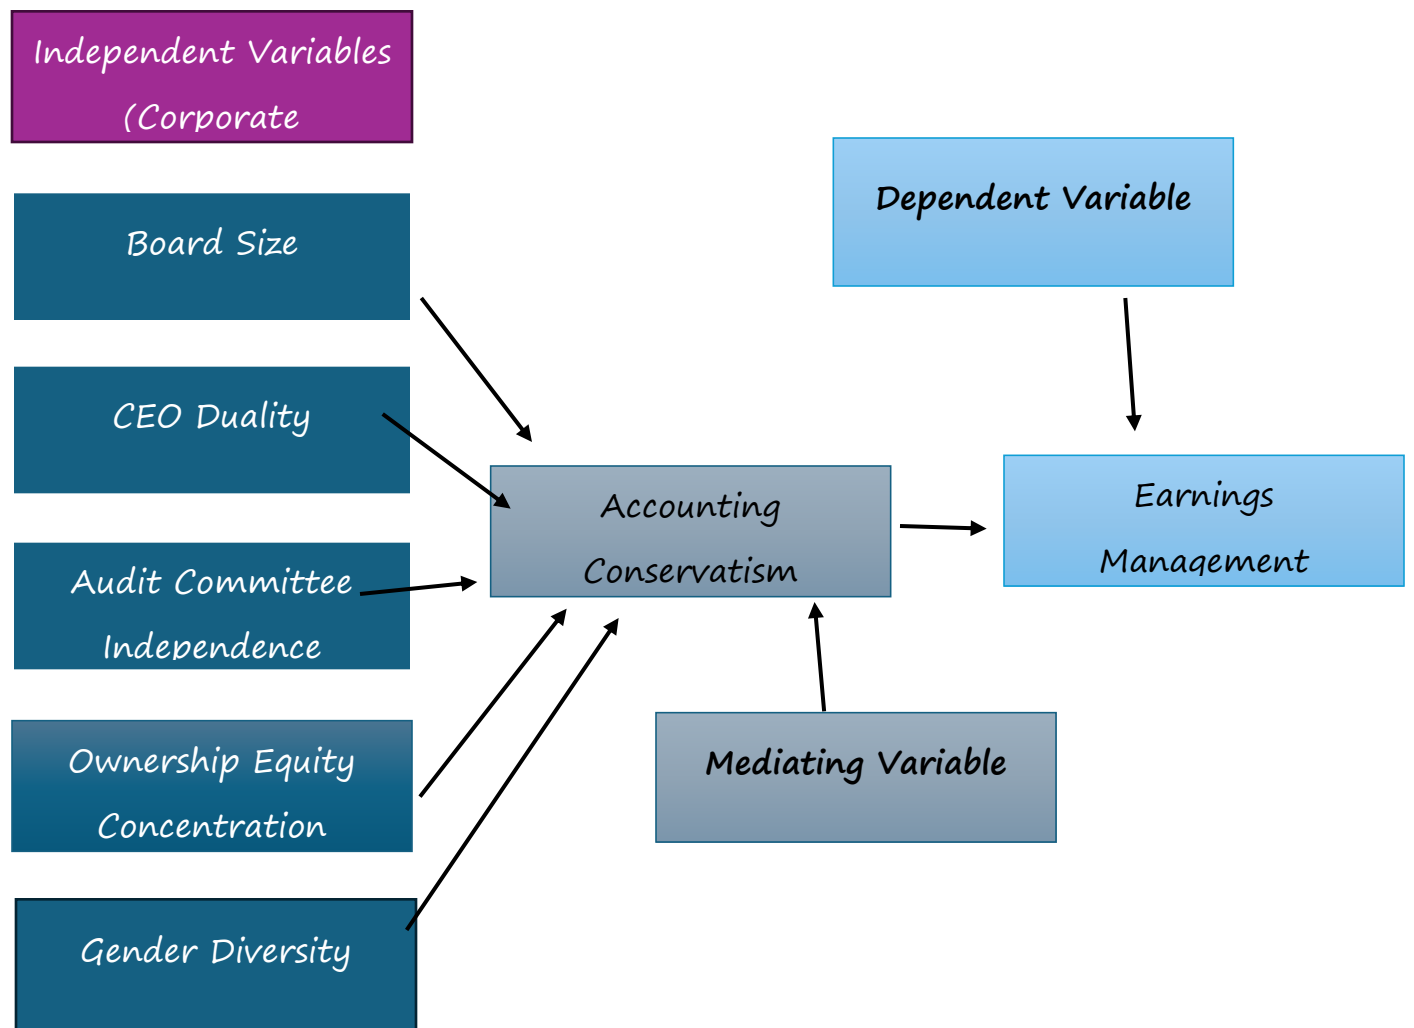 Independent Variables
(Corporate
Board Size
CEO Duality
Audit Committee
Independence
Ownership Equity
Concentration
Gender Diversity
Accounting
Conservatism
Mediating Variable
Dependent Variable
Earnings
Management